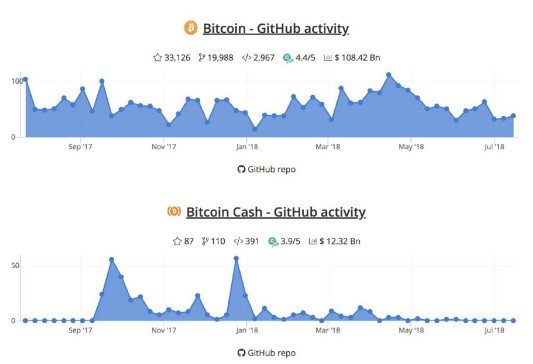 Bitcoin - GitHub activity
33,126 19,988 </> 2,967 4.4/5 $ 108.42 Bn
100
0
Sep '17 Nov '17 Jan '18 Mar '18 May '18 Jul '18
GitHub repo
Bitcoin Cash - GitHub activity
87 110 </> 391 3.9/5 $ 12.32 Bn
50
0
Sep '17 Nov '17 Jan '18 Mar '18 May '18 Jul '18
GitHub repo